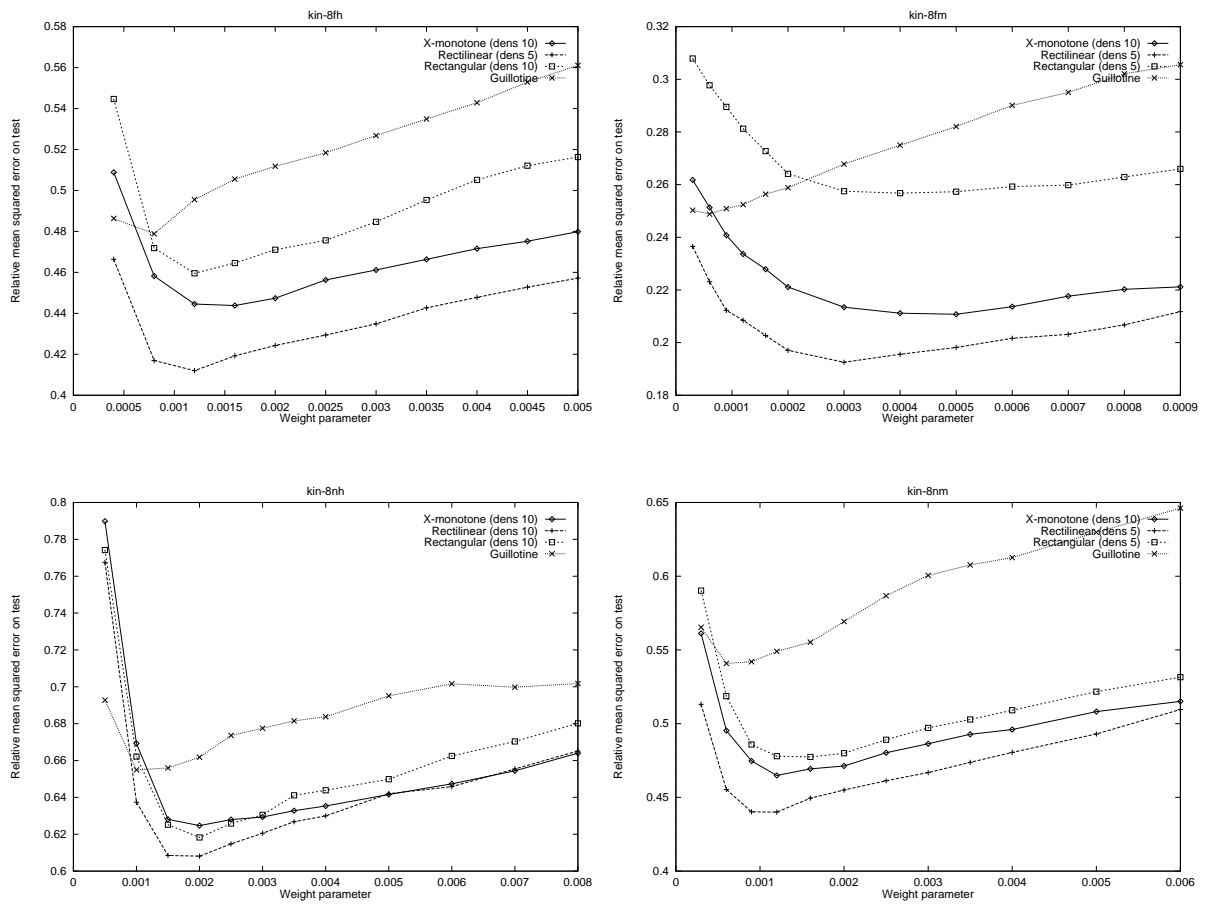 kin-8fh
0.58
0.56
0.54
0.52
0.5
0.48
0.46
0.44
0.42
0.4
Relative mean squared error on test
X-monotone (dens 10)
Rectilinear (dens 5)
Rectangular (dens 10)
Guillotine
0 0.0005 0.001 0.0015 0.002 0.0025 0.003 0.0035 0.004 0.0045 0.005
Weight parameter
kin-8fm
0.32
0.3
0.28
0.26
0.24
0.22
0.2
0.18
Relative mean squared error on test
X-monotone (dens 10)
Rectilinear (dens 5)
Rectangular (dens 5)
Guillotine
0 0.0001 0.0002 0.0003 0.0004 0.0005 0.0006 0.0007 0.0008 0.0009
Weight parameter
kin-8nh
0.8
0.78
0.76
0.74
0.72
0.7
0.68
0.66
0.64
0.62
0.6
Relative mean squared error on test
X-monotone (dens 10)
Rectilinear (dens 10)
Rectangular (dens 10)
Guillotine
0 0.001 0.002 0.003 0.004 0.005 0.006 0.007 0.008
Weight parameter
kin-8nm
0.65
0.6
0.55
0.5
0.45
0.4
Relative mean squared error on test
X-monotone (dens 10)
Rectilinear (dens 5)
Rectangular (dens 5)
Guillotine
0 0.001 0.002 0.003 0.004 0.005 0.006
Weight parameter